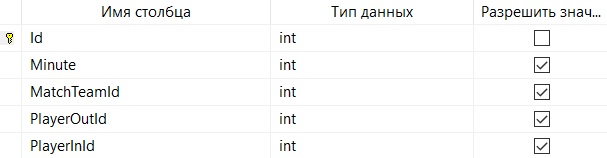 Имя столбца Тип данных Разрешить знач...
Id int
Minute int
MatchTeamId int
PlayerOutId int
PlayerInId int